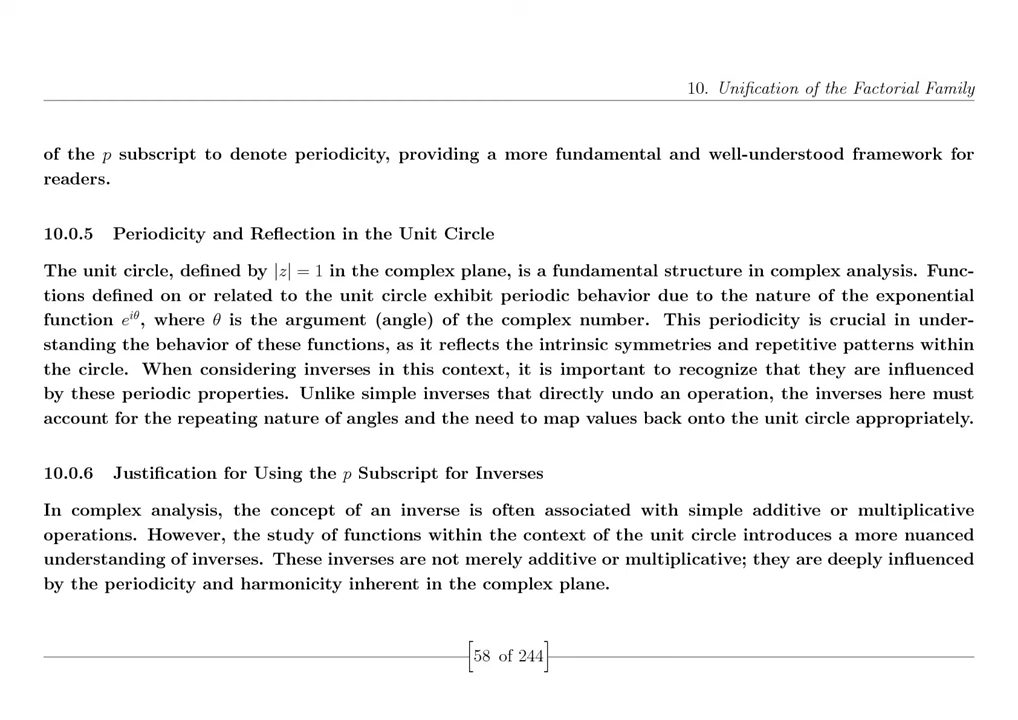 10. Unification of the Factorial Family
of the p subscript to denote periodicity, providing a more fundamental and well-understood framework for
readers.
10.0.5 Periodicity and Reflection in the Unit Circle
The unit circle, defined by |z| = 1 in the complex plane, is a fundamental structure in complex analysis. Func-
tions defined on or related to the unit circle exhibit periodic behavior due to the nature of the exponential
function e^{iθ}, where θ is the argument (angle) of the complex number. This periodicity is crucial in under-
standing the behavior of these functions, as it reflects the intrinsic symmetries and repetitive patterns within
the circle. When considering inverses in this context, it is important to recognize that they are influenced
by these periodic properties. Unlike simple inverses that directly undo an operation, the inverses here must
account for the repeating nature of angles and the need to map values back onto the unit circle appropriately.
10.0.6 Justification for Using the p Subscript for Inverses
In complex analysis, the concept of an inverse is often associated with simple additive or multiplicative
operations. However, the study of functions within the context of the unit circle introduces a more nuanced
understanding of inverses. These inverses are not merely additive or multiplicative; they are deeply influenced
by the periodicity and harmonicity inherent in the complex plane.
[58 of 244]